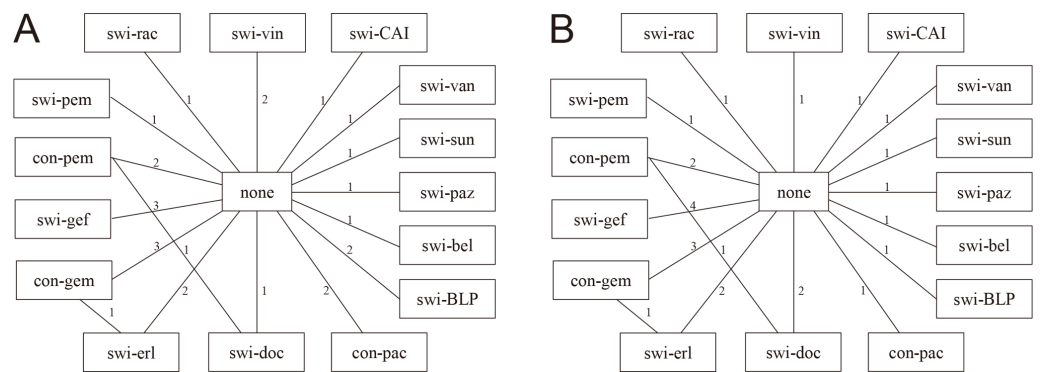 A
swi-rac
swi-vin
swi-CAI
swi-pem
swi-van
con-pem
swi-sun
none
swi-paz
swi-gef
swi-bel
con-gem
swi-BLP
swi-erl
swi-doc
con-pac
1
2
1
1
1
1
2
1
3
1
3
1
2
2
1
2
1
B
swi-rac
swi-vin
swi-CAI
swi-pem
swi-van
con-pem
swi-sun
none
swi-paz
swi-gef
swi-bel
con-gem
swi-BLP
swi-erl
swi-doc
con-pac
1
1
1
1
1
1
2
1
4
1
3
1
1
2
2
1
1